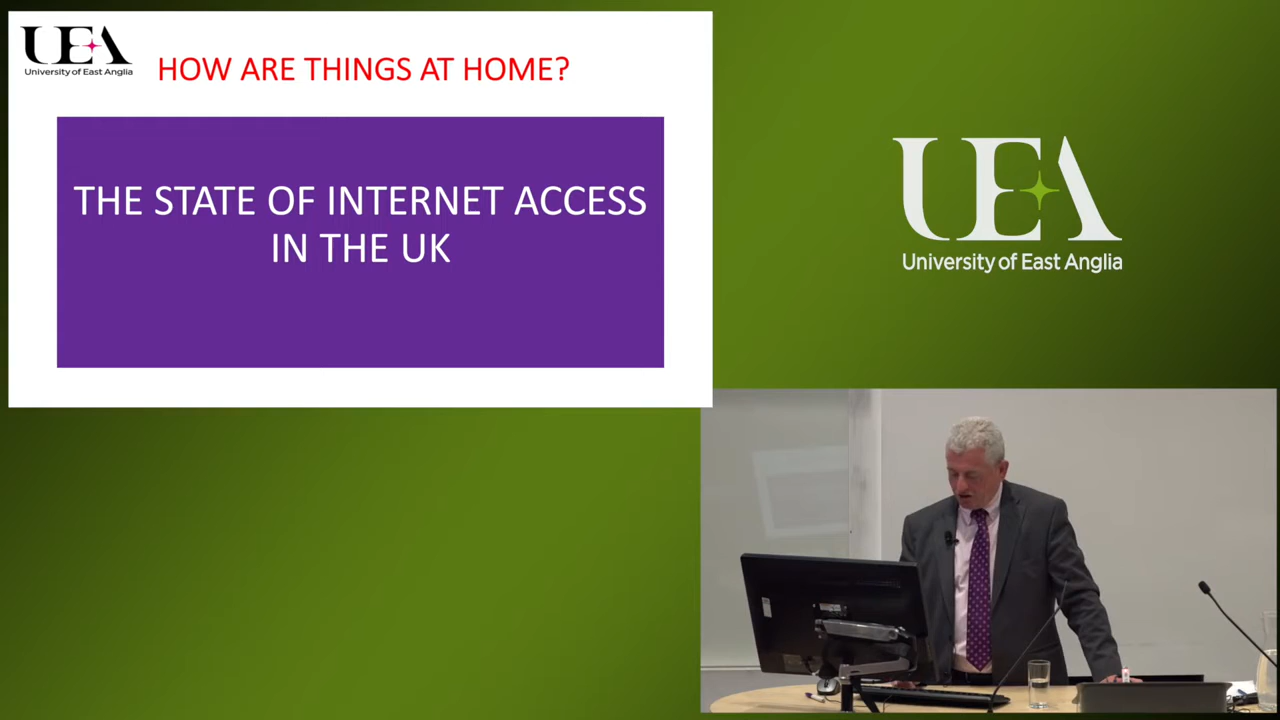 UEA
University of East Anglia
HOW ARE THINGS AT HOME?
THE STATE OF INTERNET ACCESS
IN THE UK
UEA
University of East Anglia